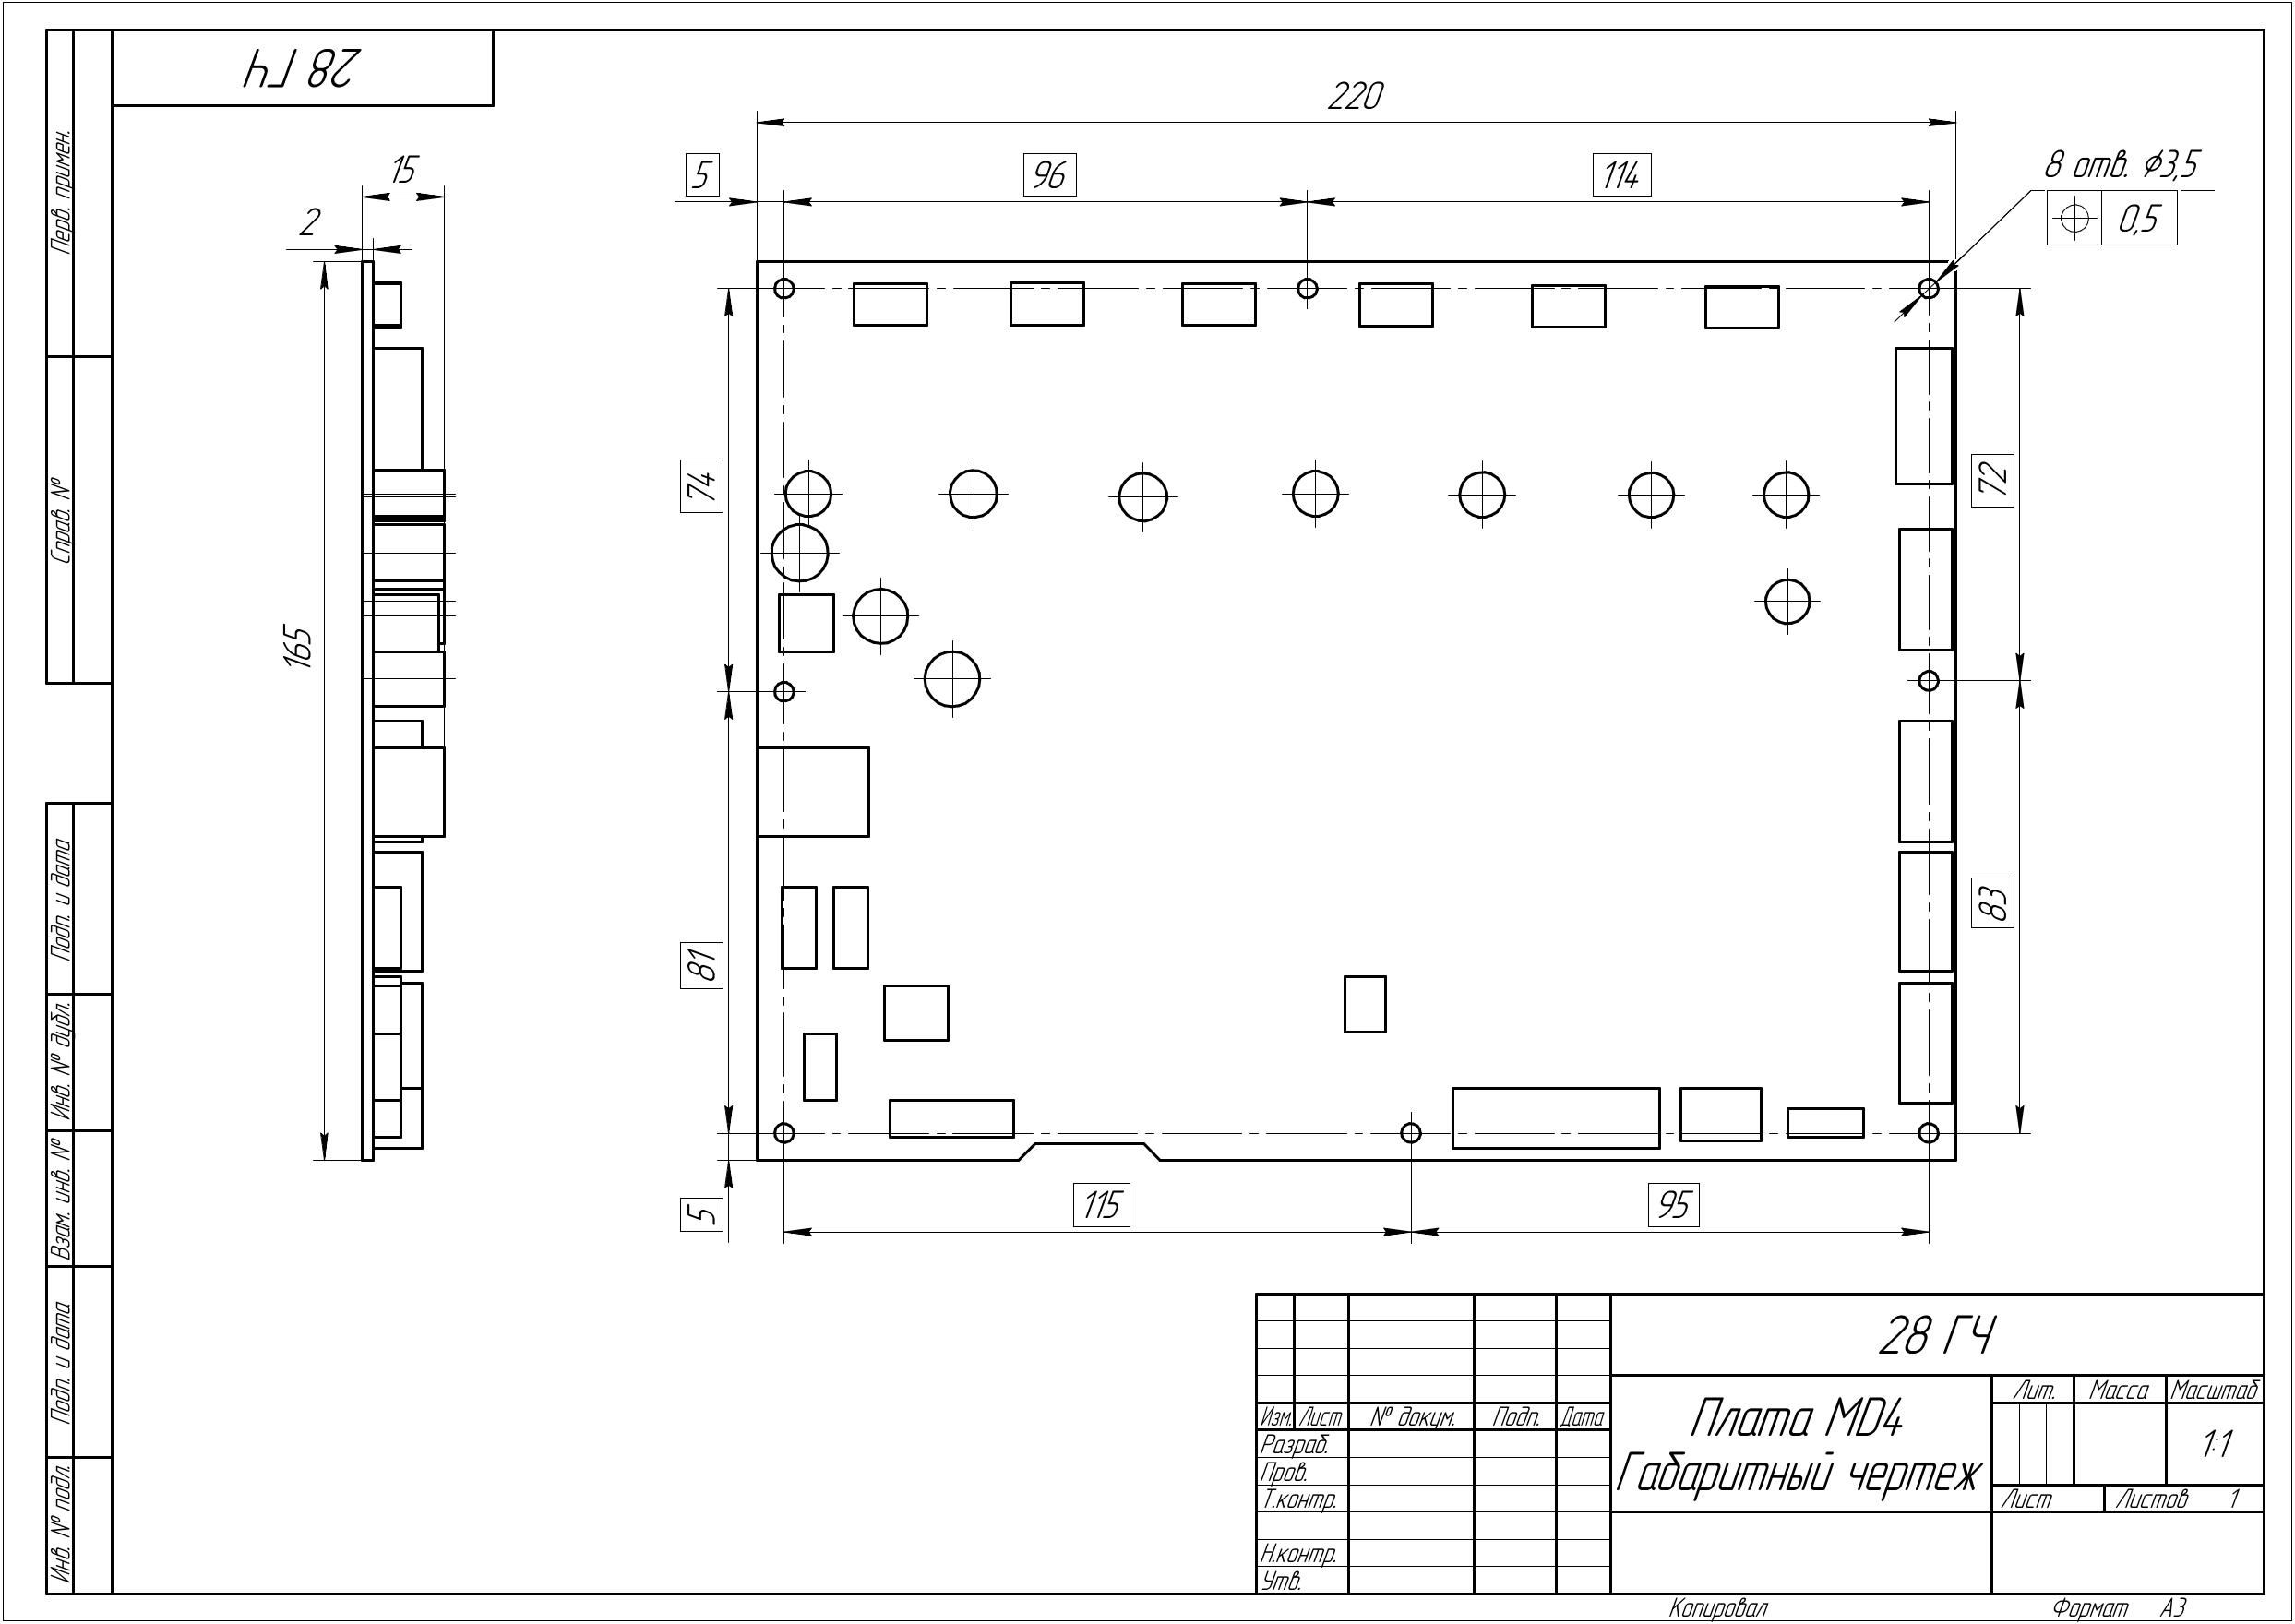 28 ГЧ
220
5
96
114
8 отв. ϕ3,5
0,5
15
2
165
74
72
81
83
5
115
95
Перв. примен.
Справ. №
Подп. и дата
Инв. № дубл.
Взам. инв. №
Подп. и дата
Инв. № подл.
28 ГЧ
Изм. Лист № докум. Подп. Дата
Разраб.
Пров.
Т.контр.
Н.контр.
Утв.
Плата MD4
Габаритный чертеж
Лит. Масса Масштаб
1:1
Лист Листов 1
Копировал Формат А3